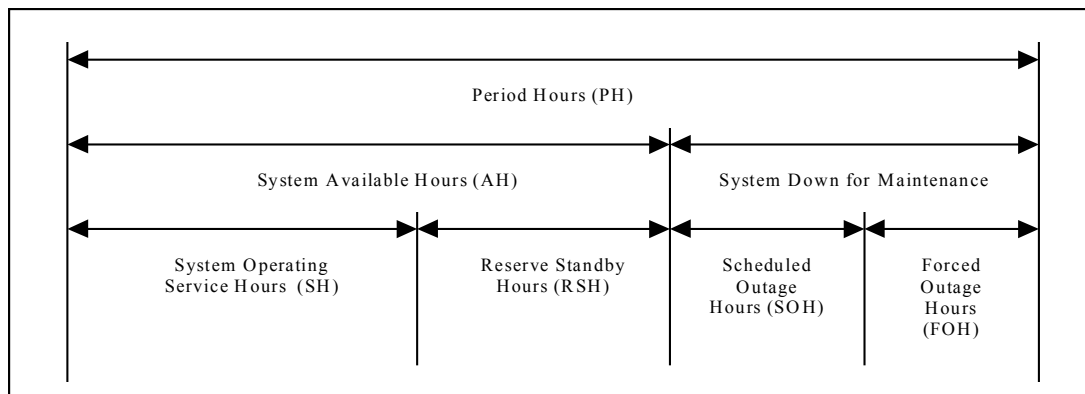 Period Hours (PH)
System Available Hours (AH)
System Down for Maintenance
System Operating
Service Hours (SH)
Reserve Standby
Hours (RSH)
Scheduled
Outage
Hours (SOH)
Forced
Outage
Hours
(FOH)